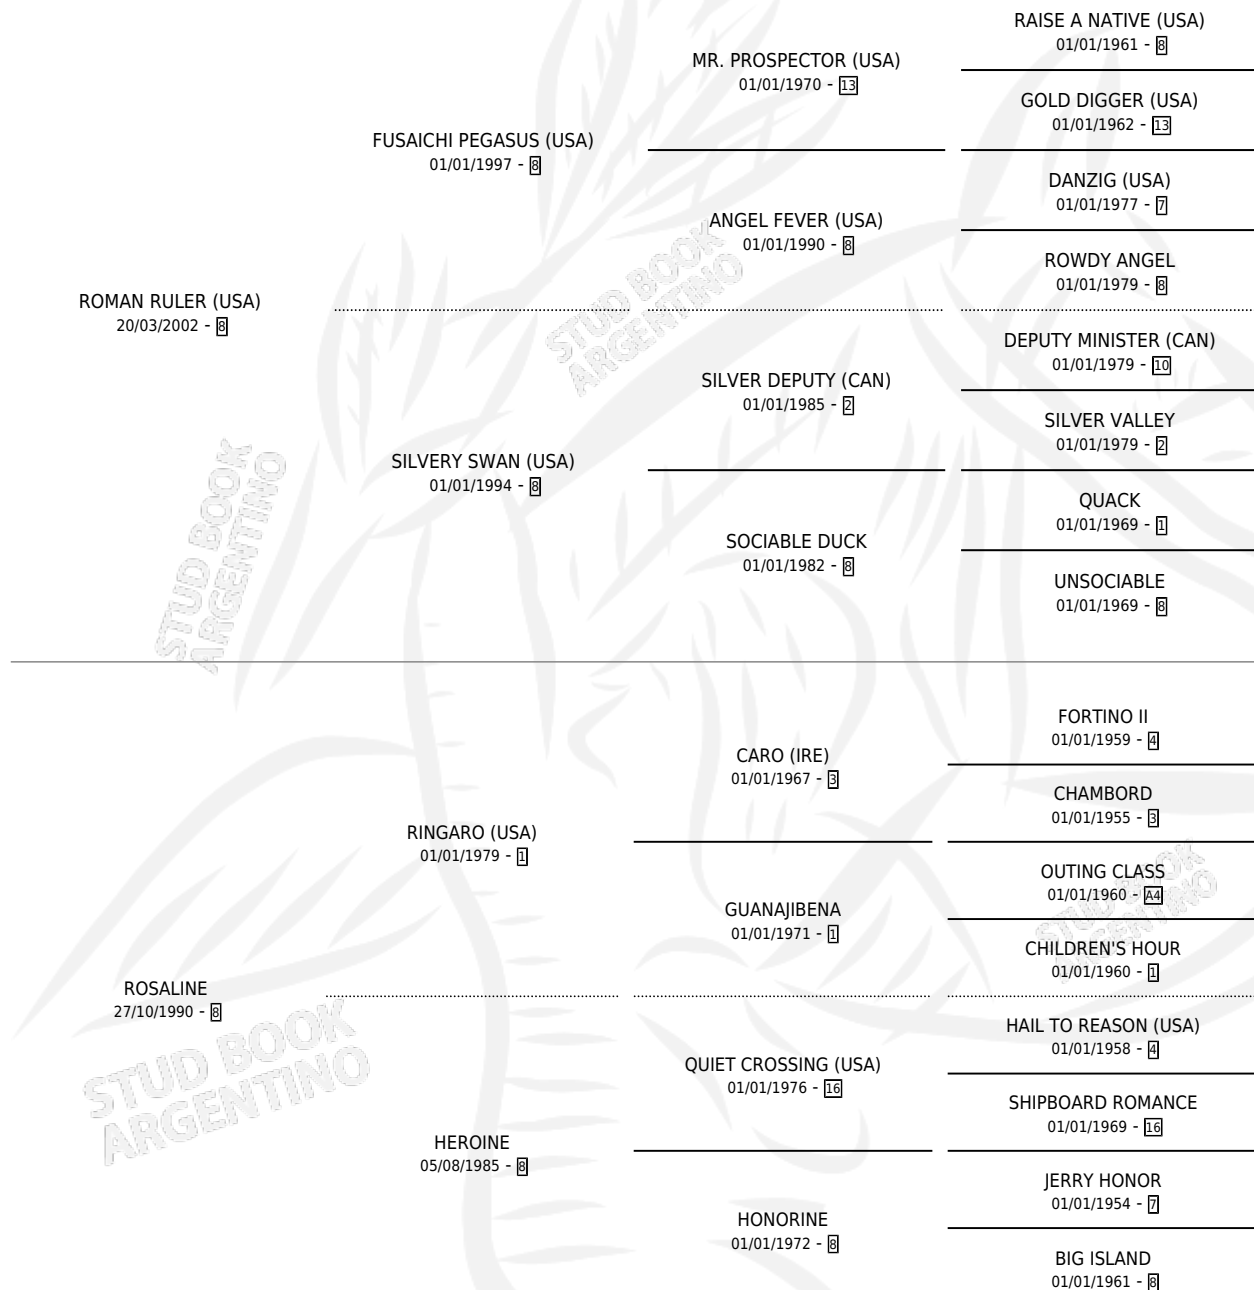 RAISE A NATIVE (USA)
01/01/1961 - 8
MR. PROSPECTOR (USA)
01/01/1970 - 13
GOLD DIGGER (USA)
01/01/1962 - 13
FUSAICHI PEGASUS (USA)
01/01/1997 - 8
DANZIG (USA)
01/01/1977 - 7
ANGEL FEVER (USA)
01/01/1990 - 8
ROWDY ANGEL
01/01/1979 - 8
ROMAN RULER (USA)
20/03/2002 - 8
DEPUTY MINISTER (CAN)
01/01/1979 - 10
SILVER DEPUTY (CAN)
01/01/1985 - 2
SILVER VALLEY
01/01/1979 - 2
SILVERY SWAN (USA)
01/01/1994 - 8
QUACK
01/01/1969 - 1
SOCIABLE DUCK
01/01/1982 - 8
UNSOCIABLE
01/01/1969 - 8
FORTINO II
01/01/1959 - 4
CARO (IRE)
01/01/1967 - 3
CHAMBORD
01/01/1955 - 3
RINGARO (USA)
01/01/1979 - 1
OUTING CLASS
01/01/1960 - A4
GUANAJIBENA
01/01/1971 - 1
CHILDREN'S HOUR
01/01/1960 - 1
ROSALINE
27/10/1990 - 8
HAIL TO REASON (USA)
01/01/1958 - 4
QUIET CROSSING (USA)
01/01/1976 - 16
SHIPBOARD ROMANCE
01/01/1969 - 16
HEROINE
05/08/1985 - 8
JERRY HONOR
01/01/1954 - 7
HONORINE
01/01/1972 - 8
BIG ISLAND
01/01/1961 - 8
STUD BOOK
ARGENTINO
STUD BOOK
ARGENTINO
STUD BOOK
ARGENTINO
STUD BOOK
ARGENTINO